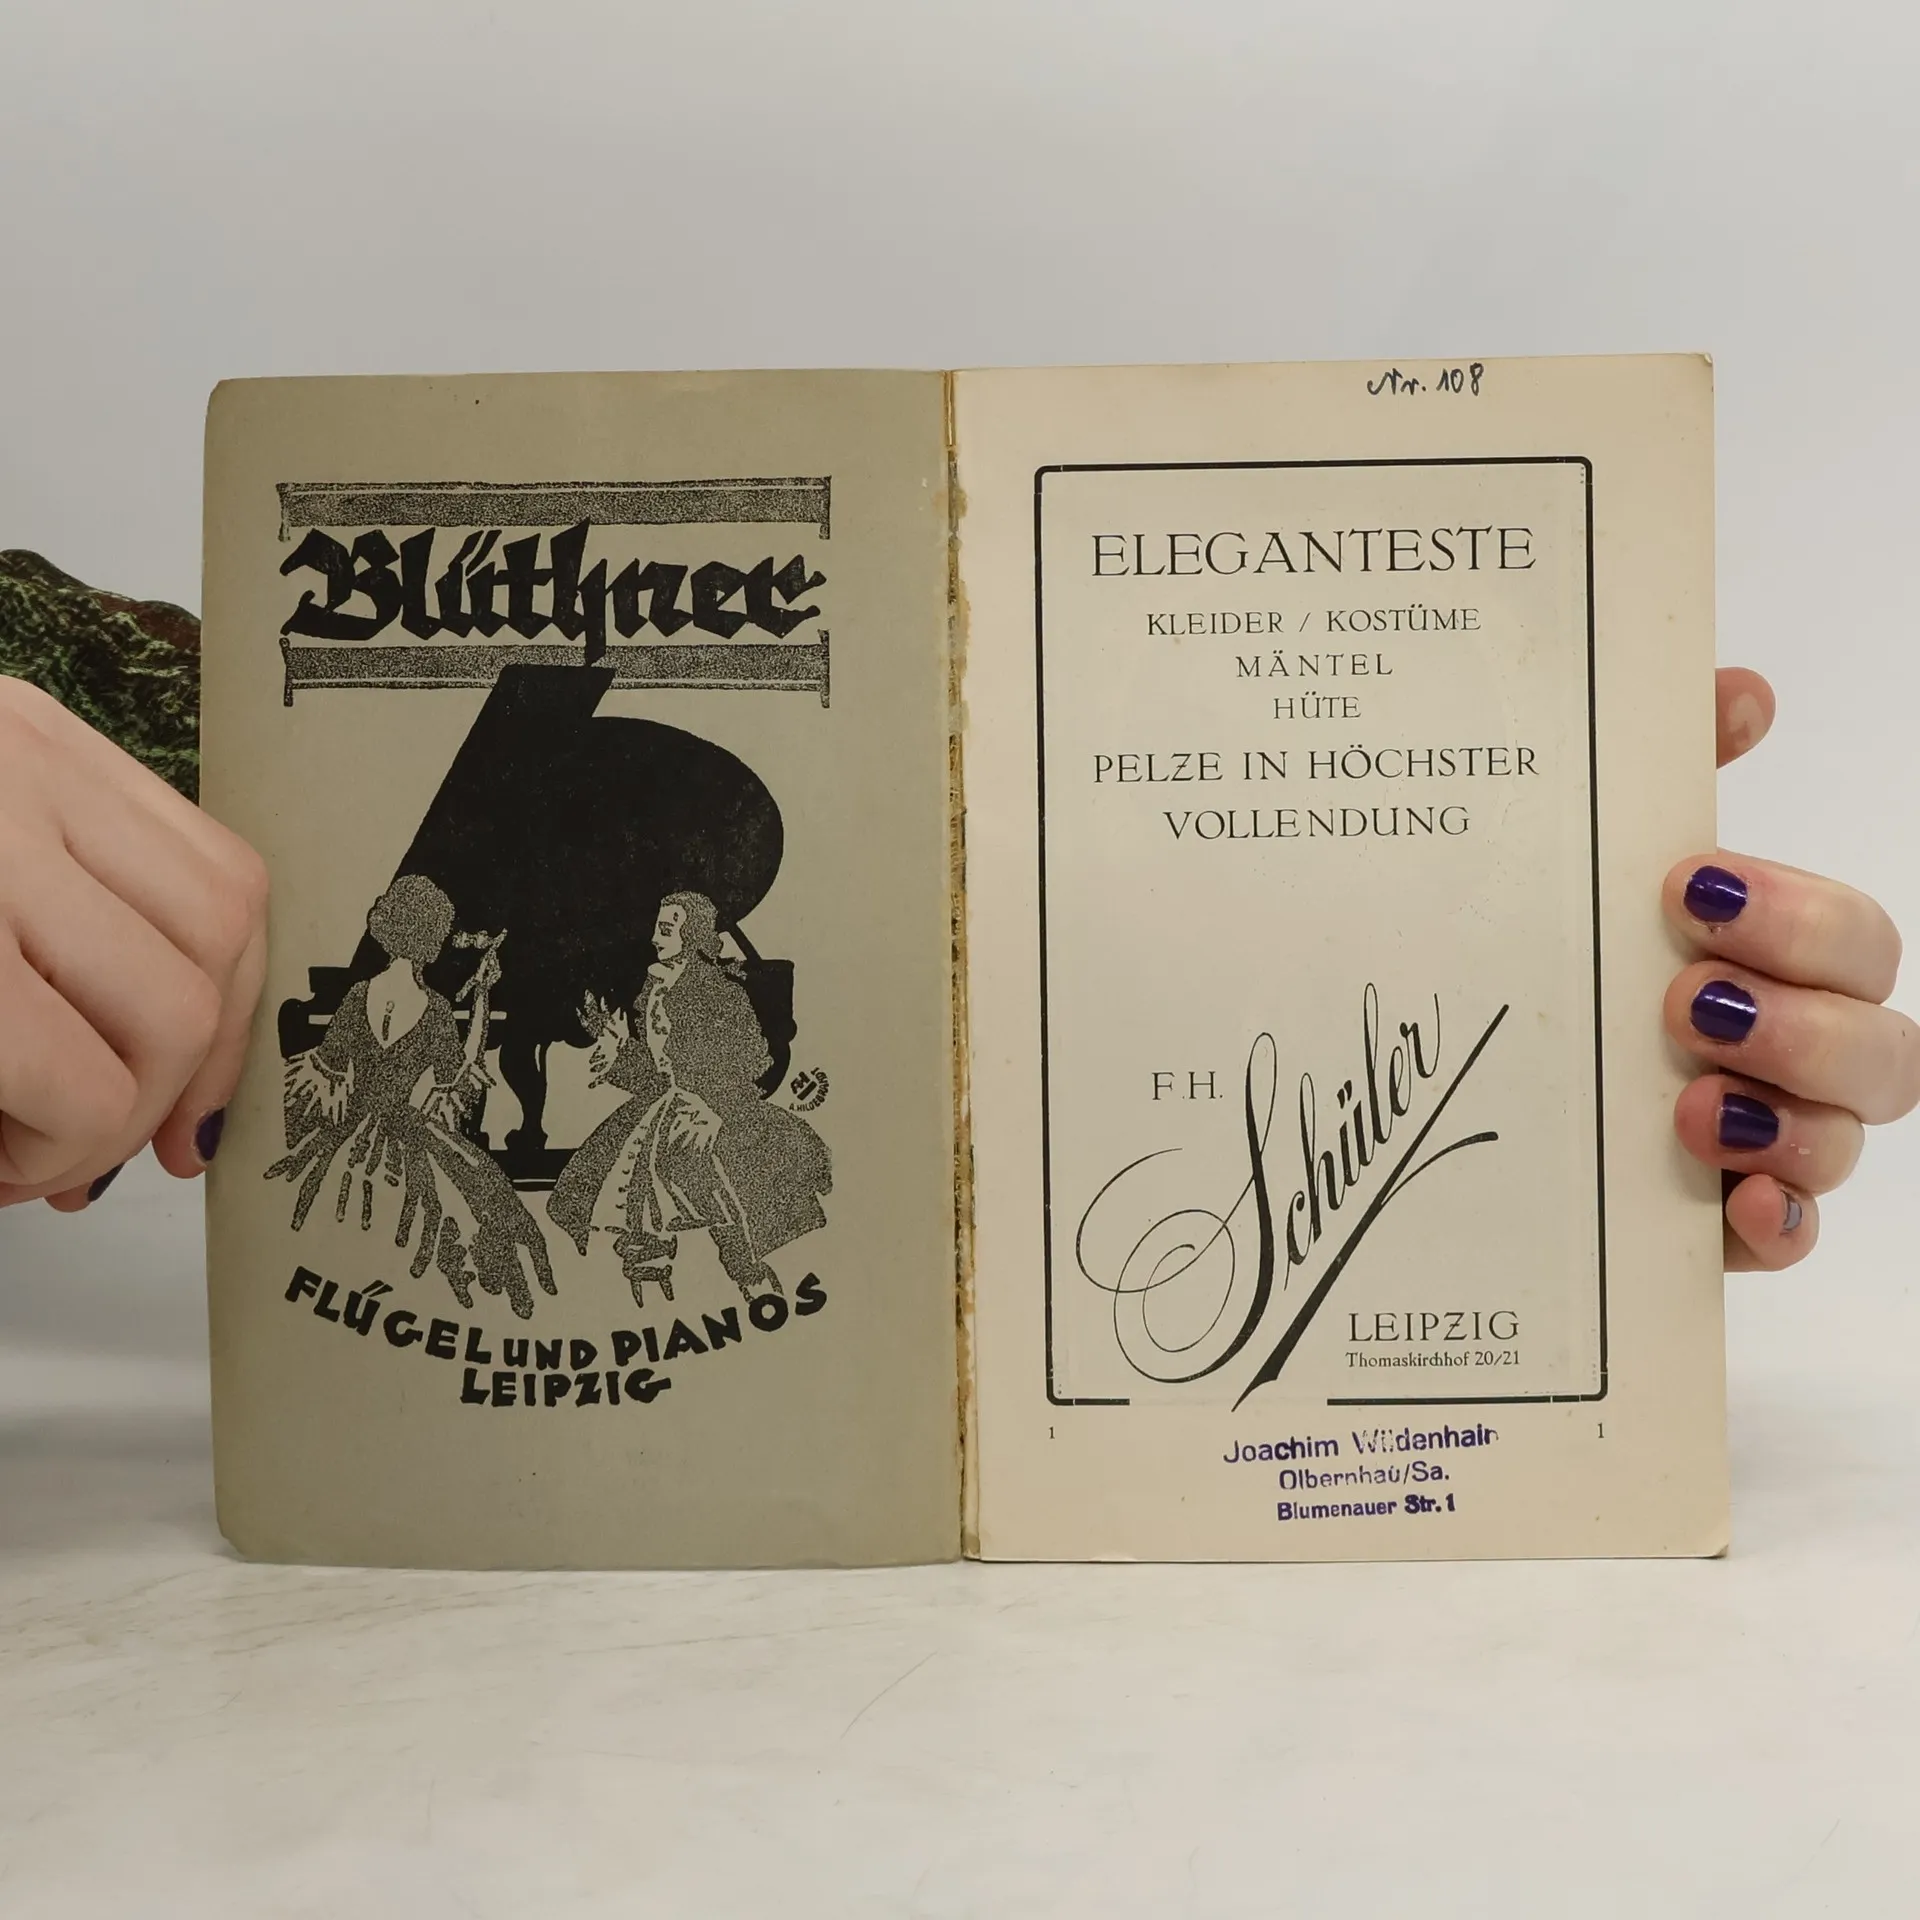 Blüthner
A. HILDEBRANDT
FLÜGEL UND PIANOS
LEIPZIG
Nr. 108
ELEGANTESTE
KLEIDER / KOSTÜME
MÄNTEL
HÜTE
PELZE IN HÖCHSTER
VOLLENDUNG
F. H. Schüler
LEIPZIG
Thomaskirchhof 20/21
1 1
Joachim Wildenhain
Olbernhau/Sa.
Blumenauer Str. 1